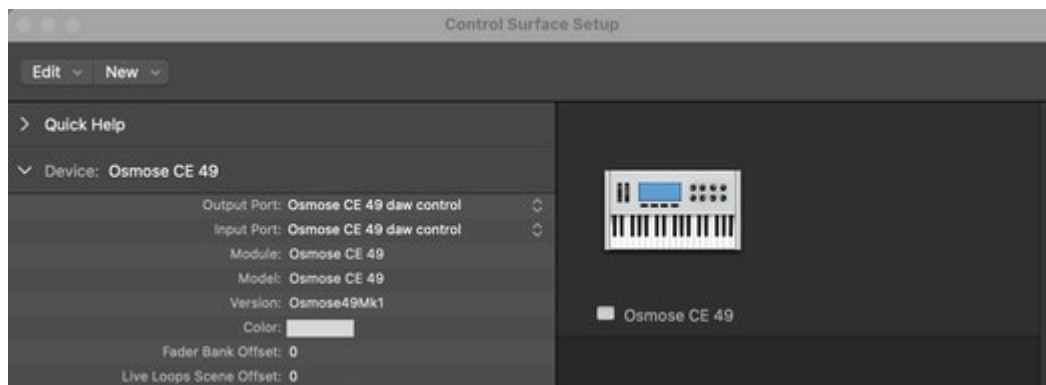 Control Surface Setup
Edit New
Quick Help
Device: Osmose CE 49
Output Port: Osmose CE 49 daw control
Input Port: Osmose CE 49 daw control
Module: Osmose CE 49
Model: Osmose CE 49
Version: Osmose49Mk1
Color:
Fader Bank Offset: 0
Live Loops Scene Offset: 0
Osmose CE 49